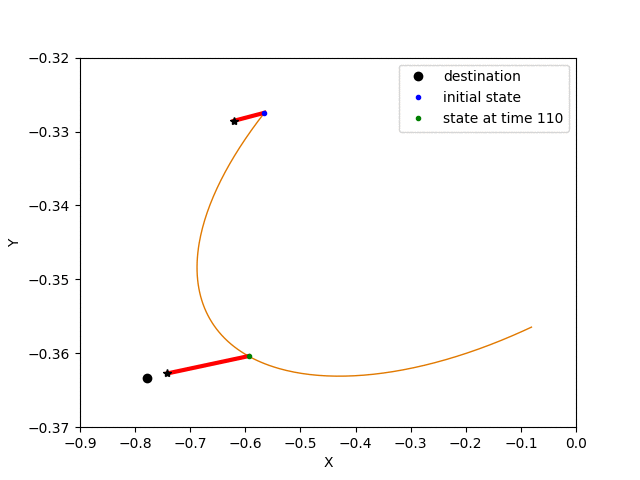 −0.32
−0.33
−0.34
−0.35
−0.36
−0.37
Y
−0.9 −0.8 −0.7 −0.6 −0.5 −0.4 −0.3 −0.2 −0.1 0.0
X
destination
initial state
state at time 110